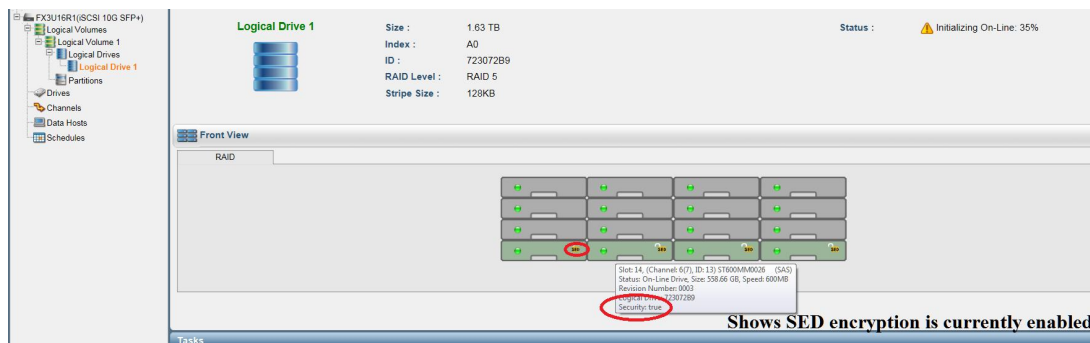 FX3U16R1(iSCSI 10G SFP+)
Logical Volumes
Logical Volume 1
Logical Drives
Logical Drive 1
Partitions
Drives
Channels
Data Hosts
Schedules
Logical Drive 1
Size : 1.63 TB
Status : Initializing On-Line: 35%
Index : A0
ID : 723072B9
RAID Level : RAID 5
Stripe Size : 128KB
Front View
RAID
SED SED SED SED
Slot: 14, (Channel: 6(7), ID: 13) ST600MM0026 (SAS)
Status: On-Line Drive, Size: 558.66 GB, Speed: 600MB
Revision Number: 0003
Logical Drive: 723072B9
Security: true
Shows SED encryption is currently enabled
Tasks